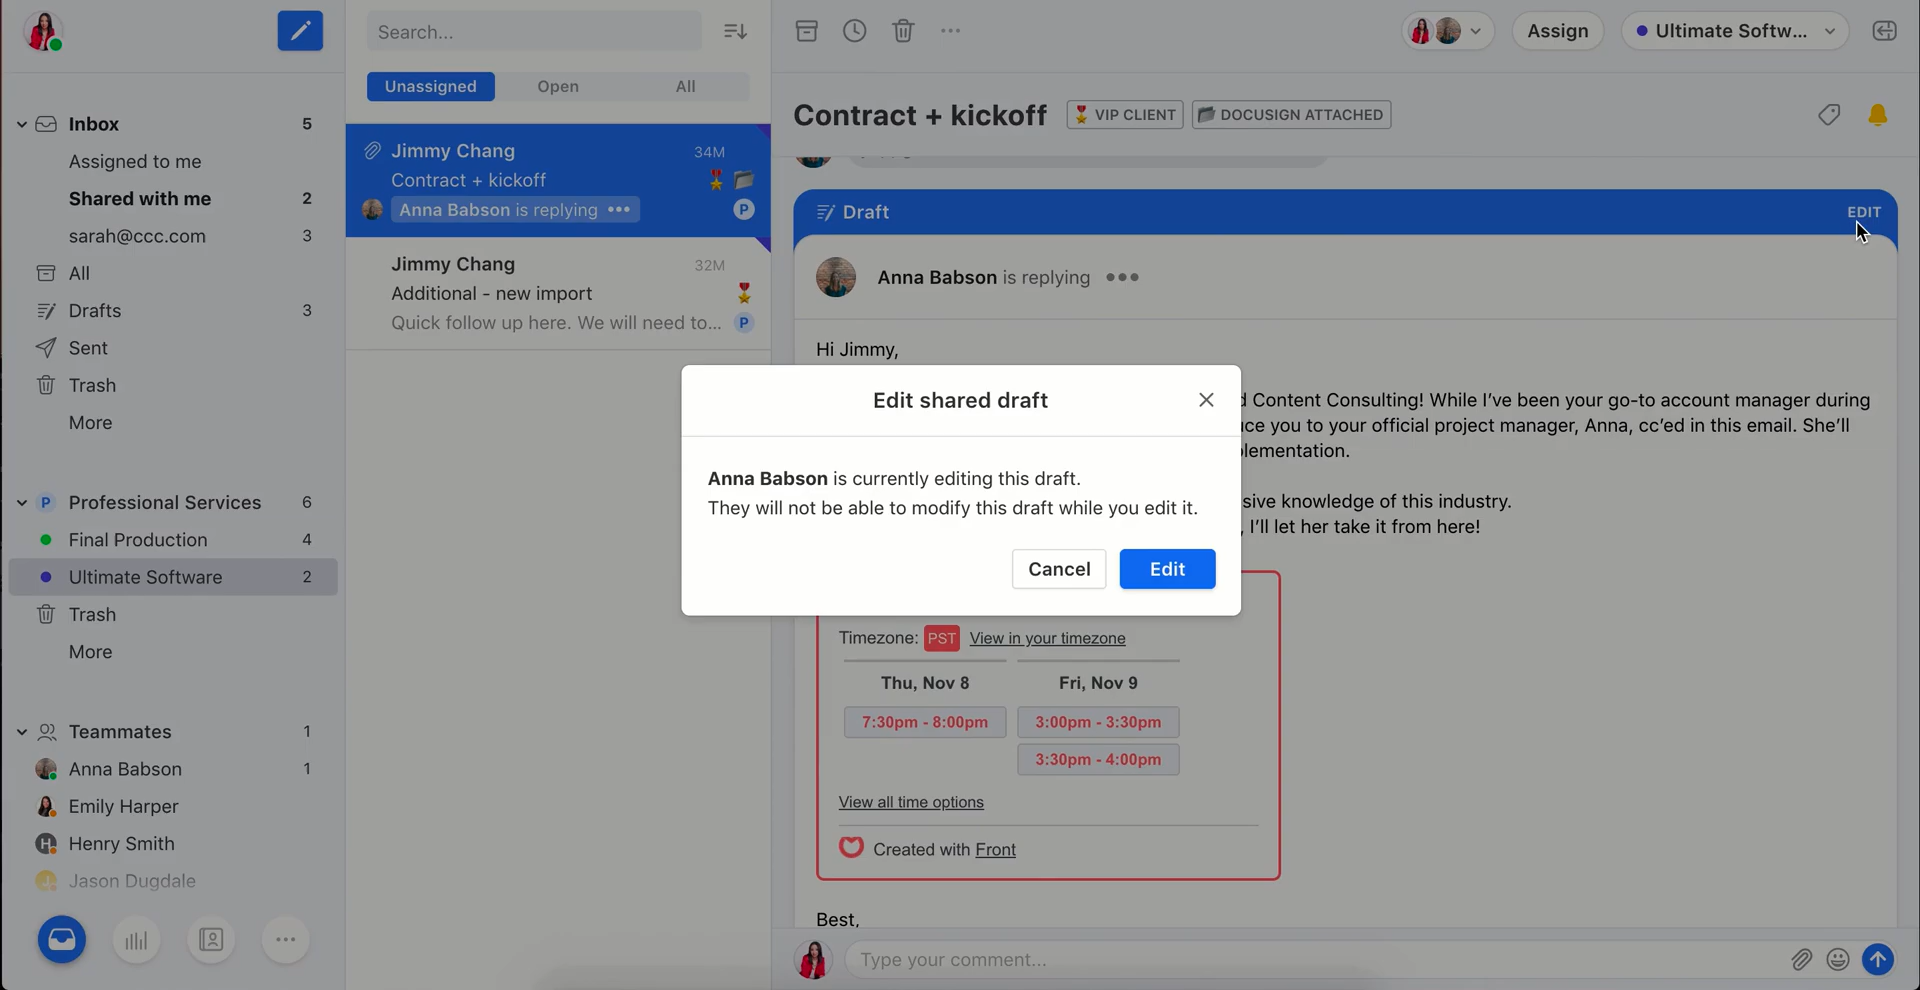 Search...
Assign
Ultimate Softw...
Unassigned
Open
All
Inbox 5
Assigned to me
Shared with me 2
sarah@ccc.com 3
All
Drafts 3
Sent
Trash
More
Professional Services 6
P
Final Production 4
Ultimate Software 2
Trash
More
Teammates 1
Anna Babson 1
Emily Harper
H
Henry Smith
Jason Dugdale
Jimmy Chang 34M
Contract + kickoff
Anna Babson is replying
P
Jimmy Chang 32M
Additional - new import
Quick follow up here. We will need to...
P
Contract + kickoff
VIP CLIENT
DOCUSIGN ATTACHED
Draft
EDIT
Anna Babson is replying
Hi Jimmy,
Content Consulting! While I've been your go-to account manager during
you to your official project manager, Anna, cc'ed in this email. She'll
knowledge of this industry.
I'll let her take it from here!
Edit shared draft
Anna Babson is currently editing this draft.
They will not be able to modify this draft while you edit it.
Cancel
Edit
Timezone: PST View in your timezone
Thu, Nov 8
Fri, Nov 9
7:30pm - 8:00pm
3:00pm - 3:30pm
3:30pm - 4:00pm
View all time options
Created with Front
Best,
Type your comment...